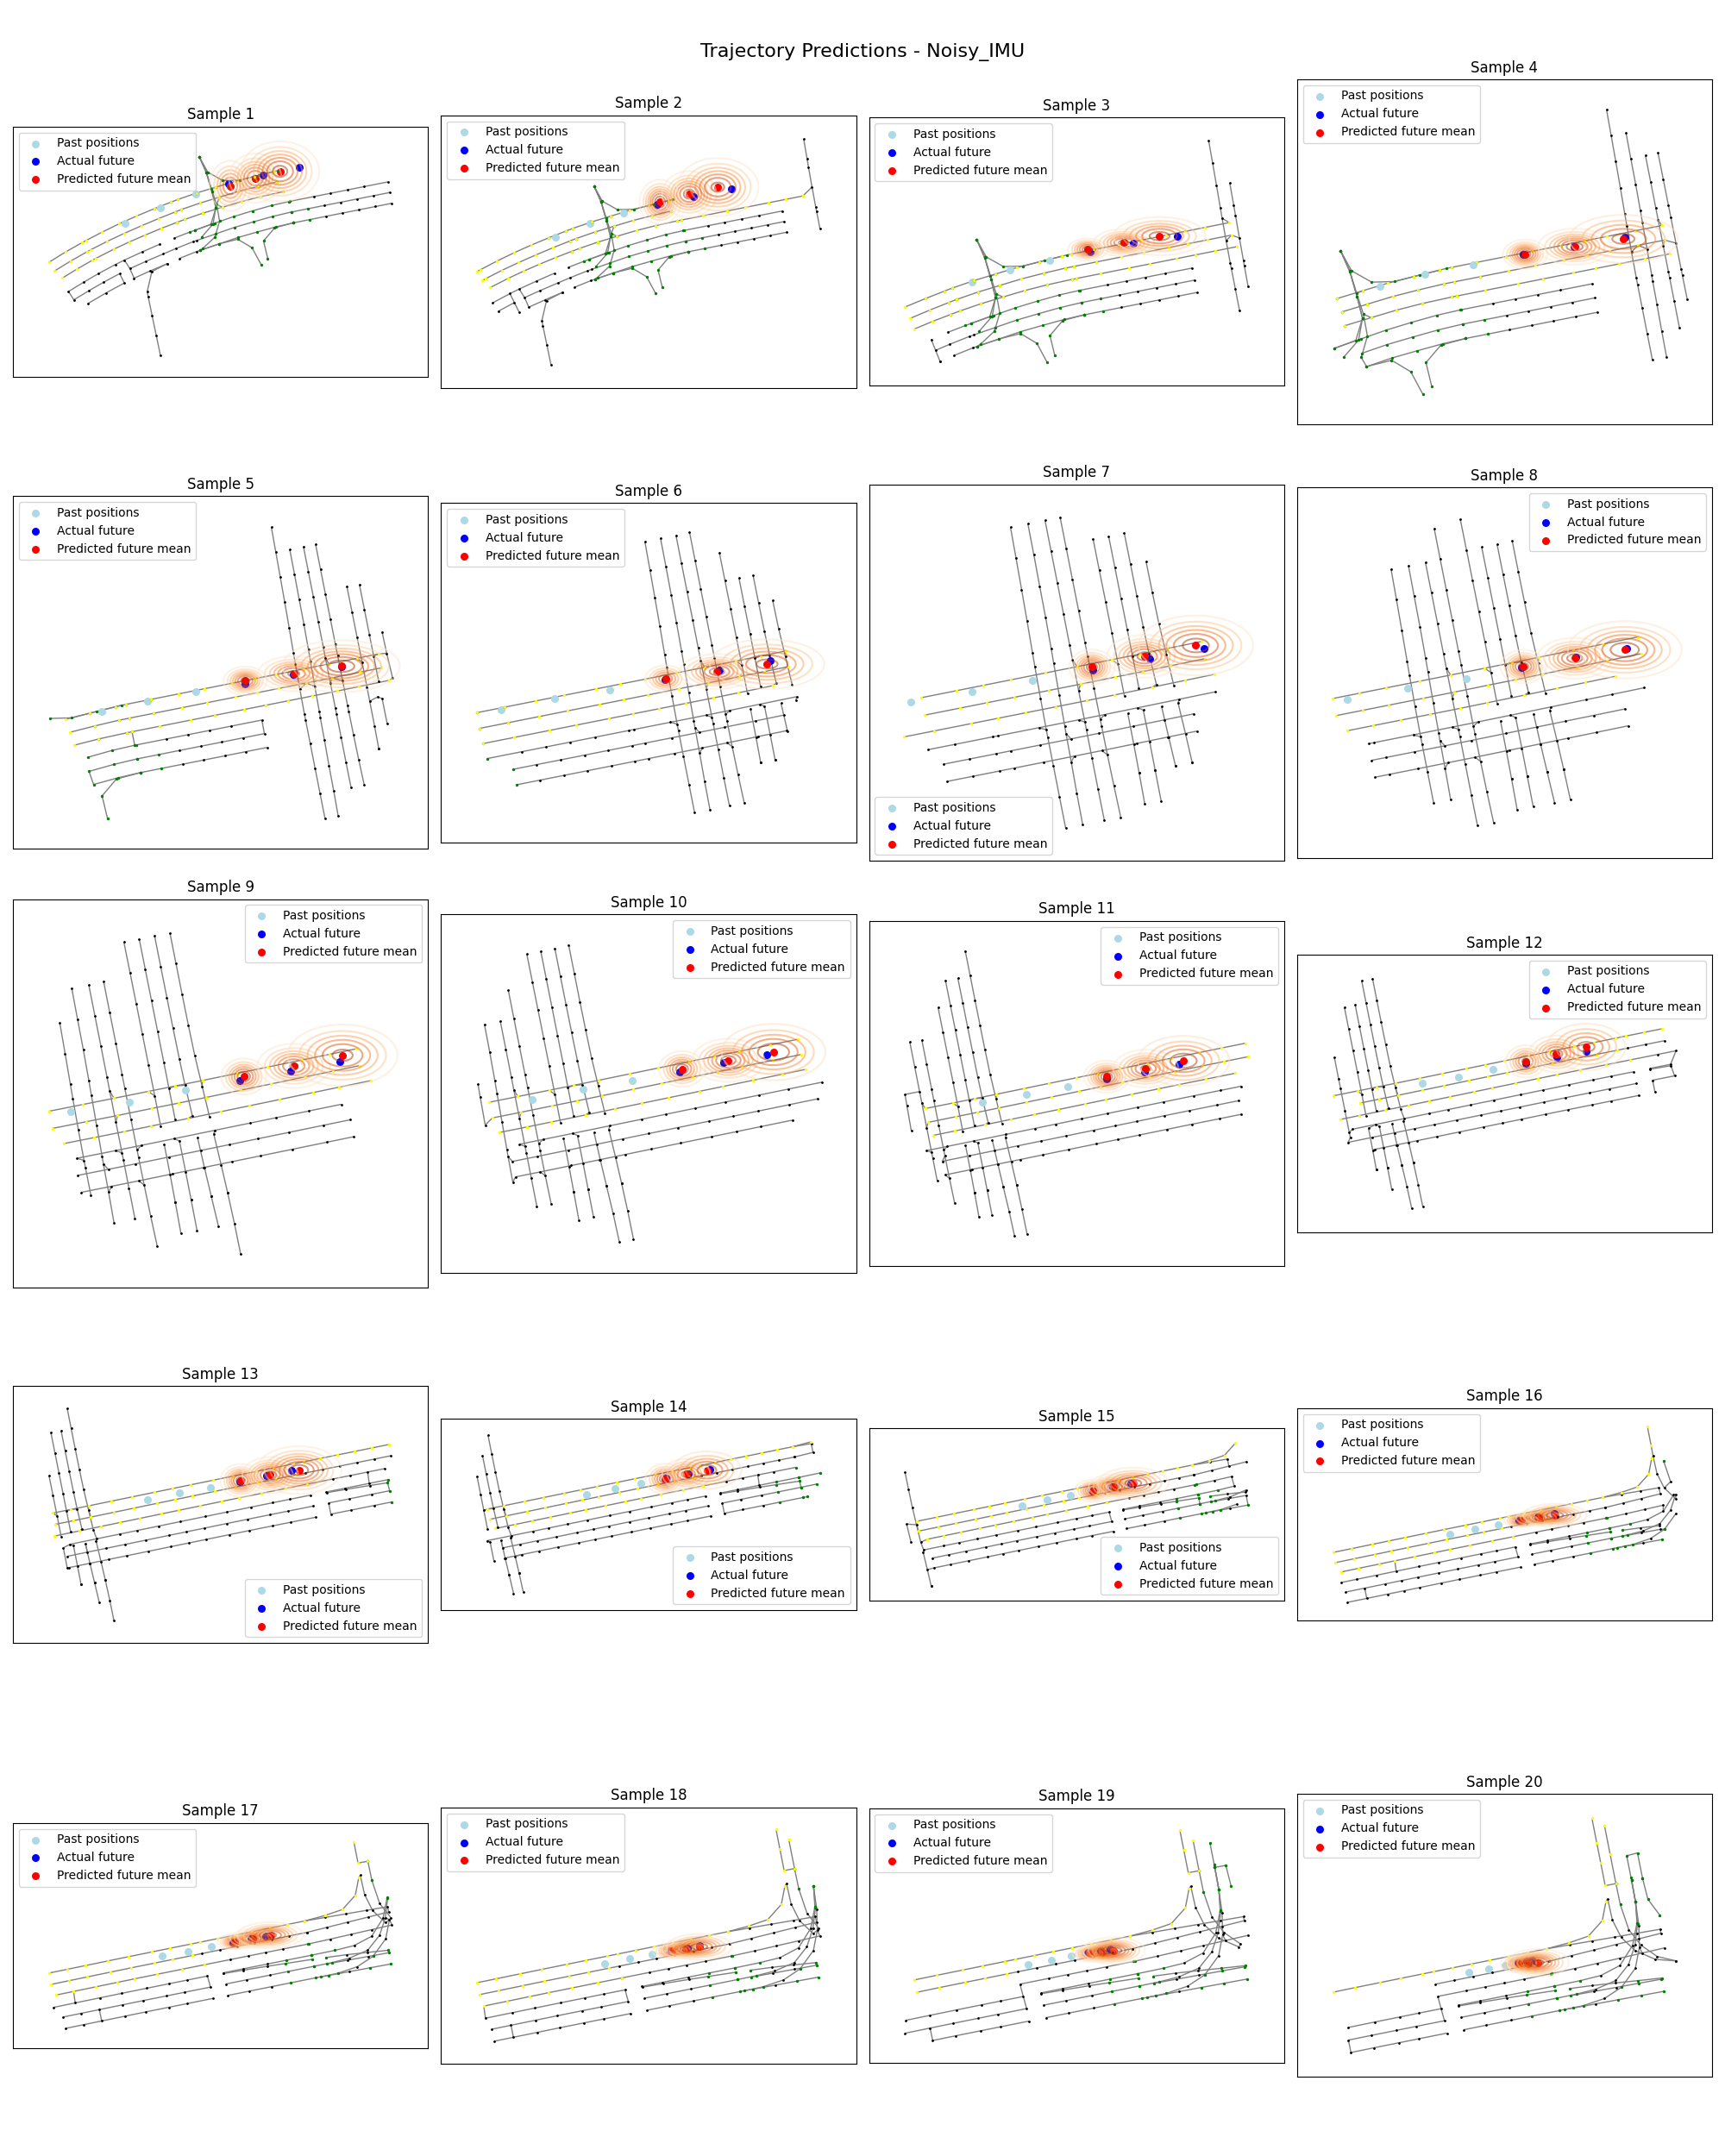 Trajectory Predictions - Noisy_IMU
Sample 1
Past positions
Actual future
Predicted future mean
Sample 2
Past positions
Actual future
Predicted future mean
Sample 3
Past positions
Actual future
Predicted future mean
Sample 4
Past positions
Actual future
Predicted future mean
Sample 5
Past positions
Actual future
Predicted future mean
Sample 6
Past positions
Actual future
Predicted future mean
Sample 7
Past positions
Actual future
Predicted future mean
Sample 8
Past positions
Actual future
Predicted future mean
Sample 9
Past positions
Actual future
Predicted future mean
Sample 10
Past positions
Actual future
Predicted future mean
Sample 11
Past positions
Actual future
Predicted future mean
Sample 12
Past positions
Actual future
Predicted future mean
Sample 13
Past positions
Actual future
Predicted future mean
Sample 14
Past positions
Actual future
Predicted future mean
Sample 15
Past positions
Actual future
Predicted future mean
Sample 16
Past positions
Actual future
Predicted future mean
Sample 17
Past positions
Actual future
Predicted future mean
Sample 18
Past positions
Actual future
Predicted future mean
Sample 19
Past positions
Actual future
Predicted future mean
Sample 20
Past positions
Actual future
Predicted future mean